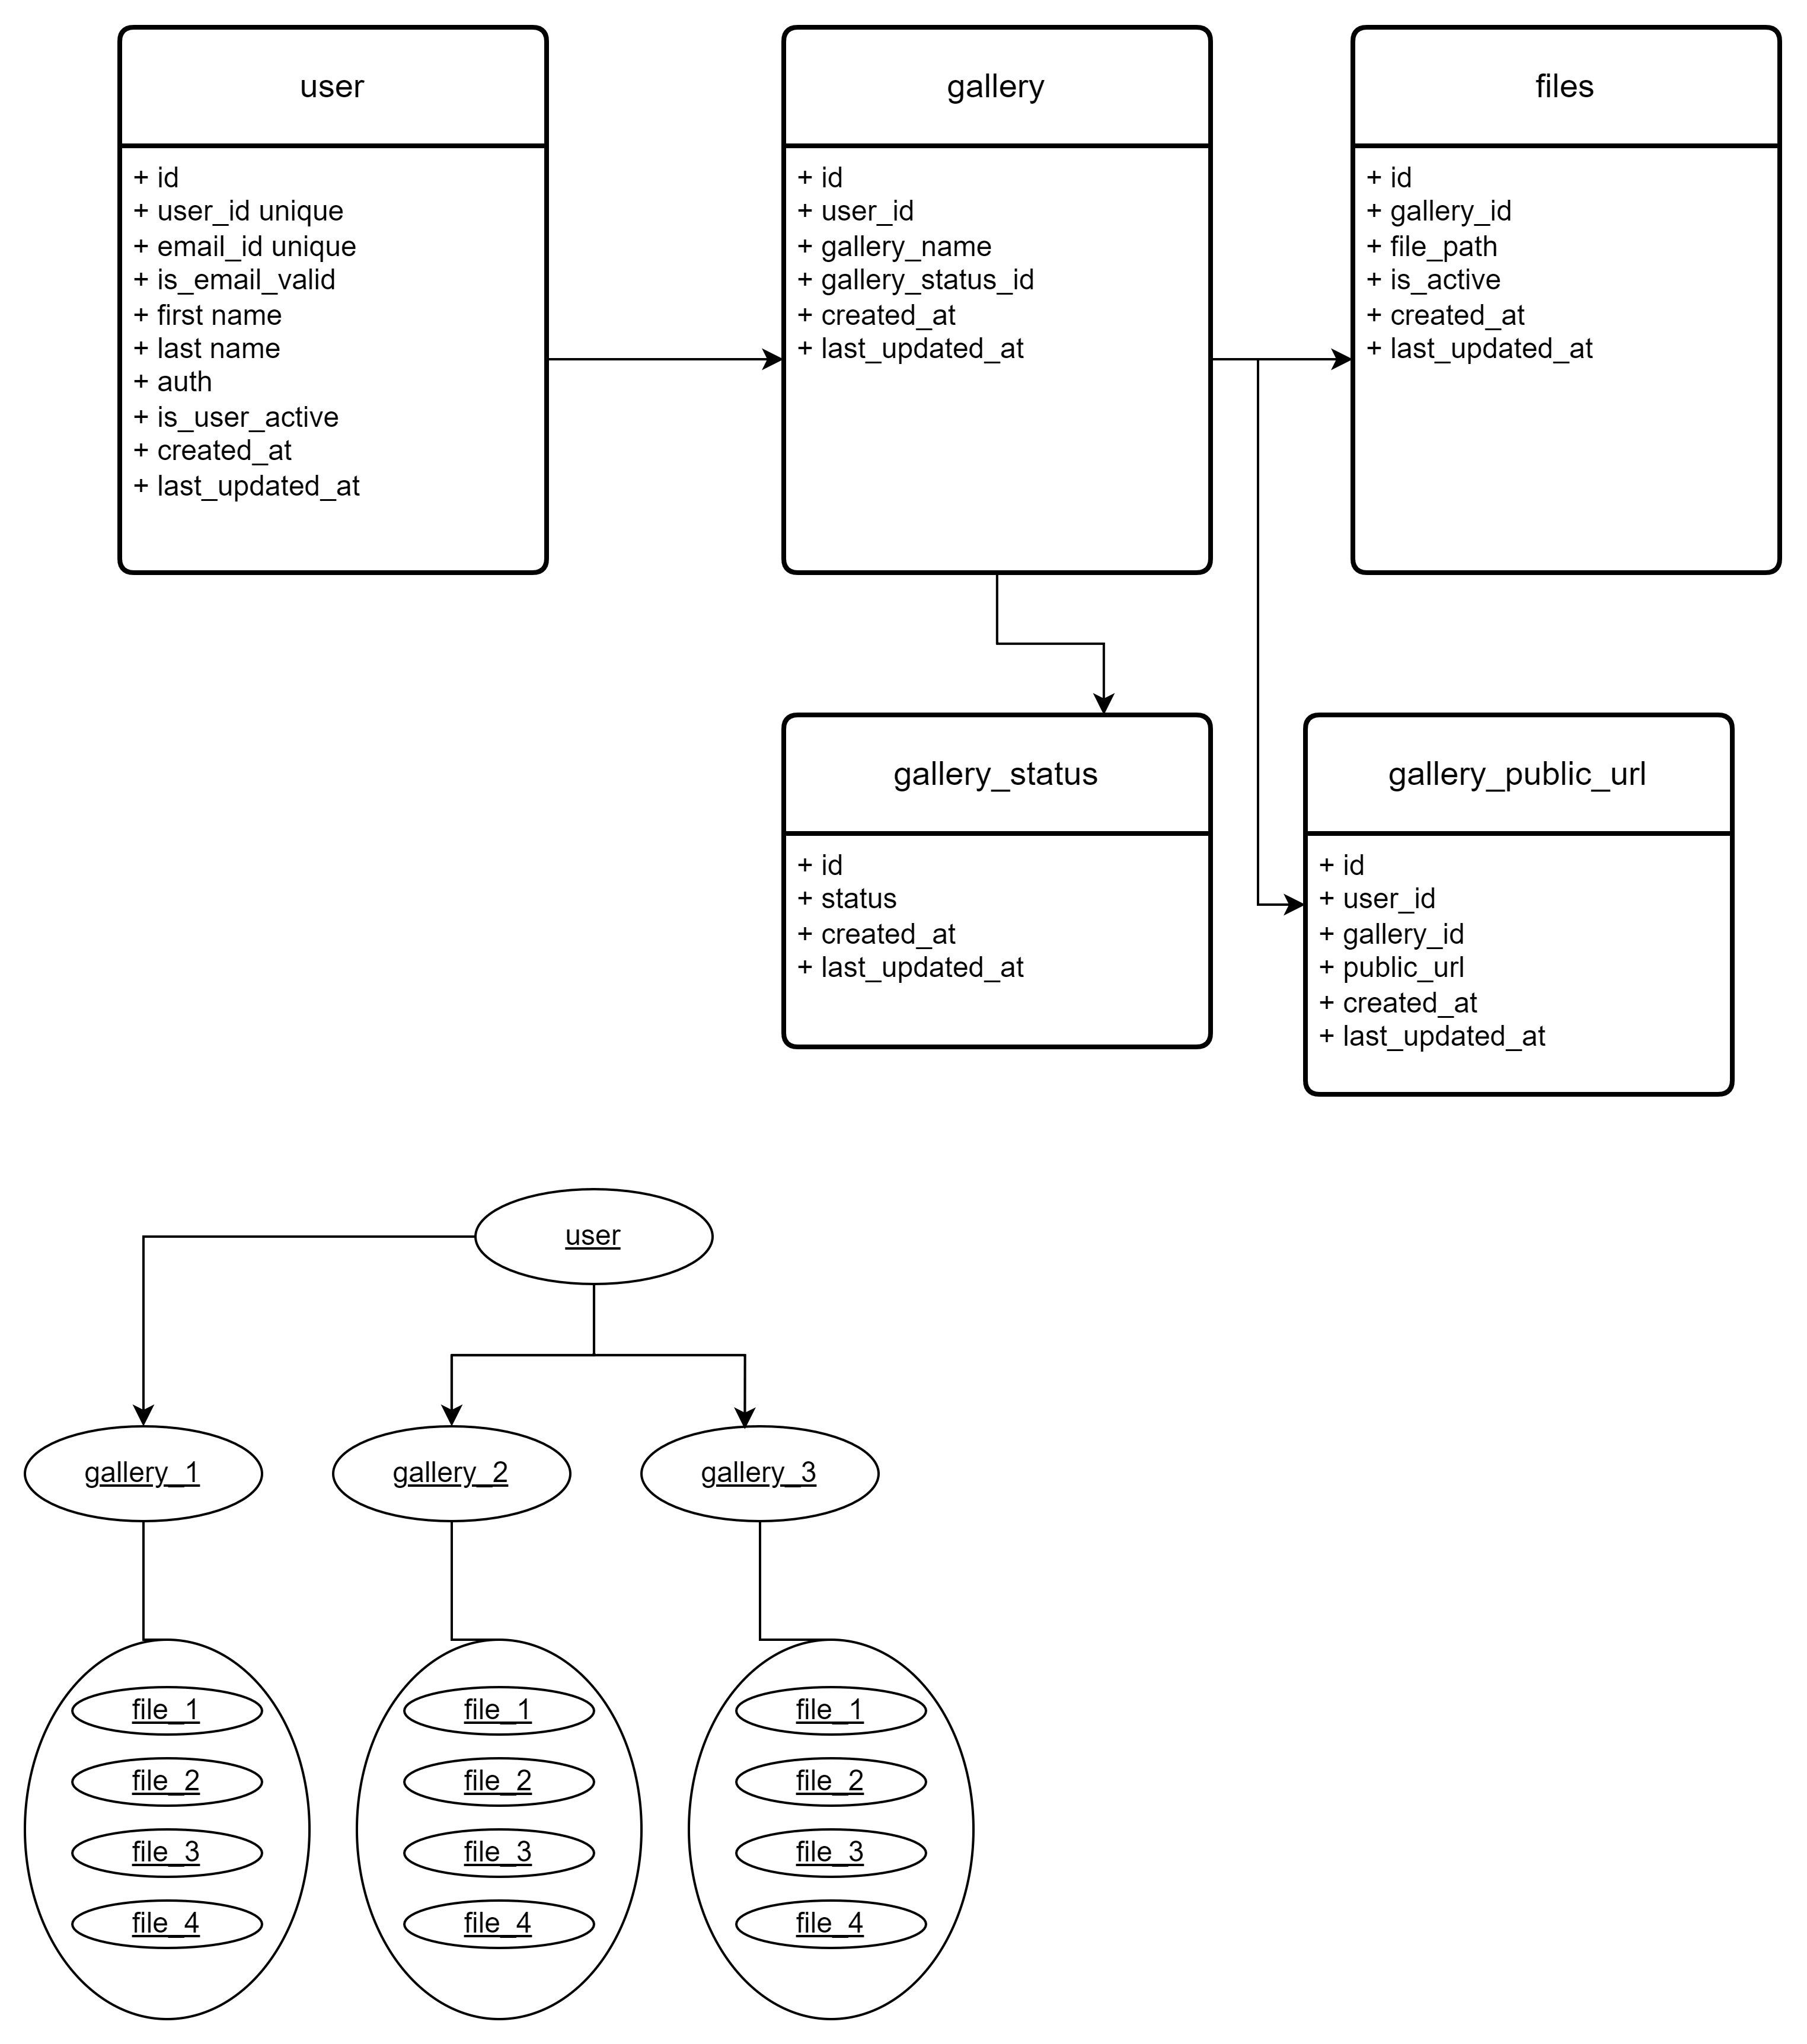 user
+ id
+ user_id unique
+ email_id unique
+ is_email_valid
+ first name
+ last name
+ auth
+ is_user_active
+ created_at
+ last_updated_at
gallery
+ id
+ user_id
+ gallery_name
+ gallery_status_id
+ created_at
+ last_updated_at
files
+ id
+ gallery_id
+ file_path
+ is_active
+ created_at
+ last_updated_at
gallery_status
+ id
+ status
+ created_at
+ last_updated_at
gallery_public_url
+ id
+ user_id
+ gallery_id
+ public_url
+ created_at
+ last_updated_at
user
gallery_1
gallery_2
gallery_3
file_1
file_2
file_3
file_4
file_1
file_2
file_3
file_4
file_1
file_2
file_3
file_4